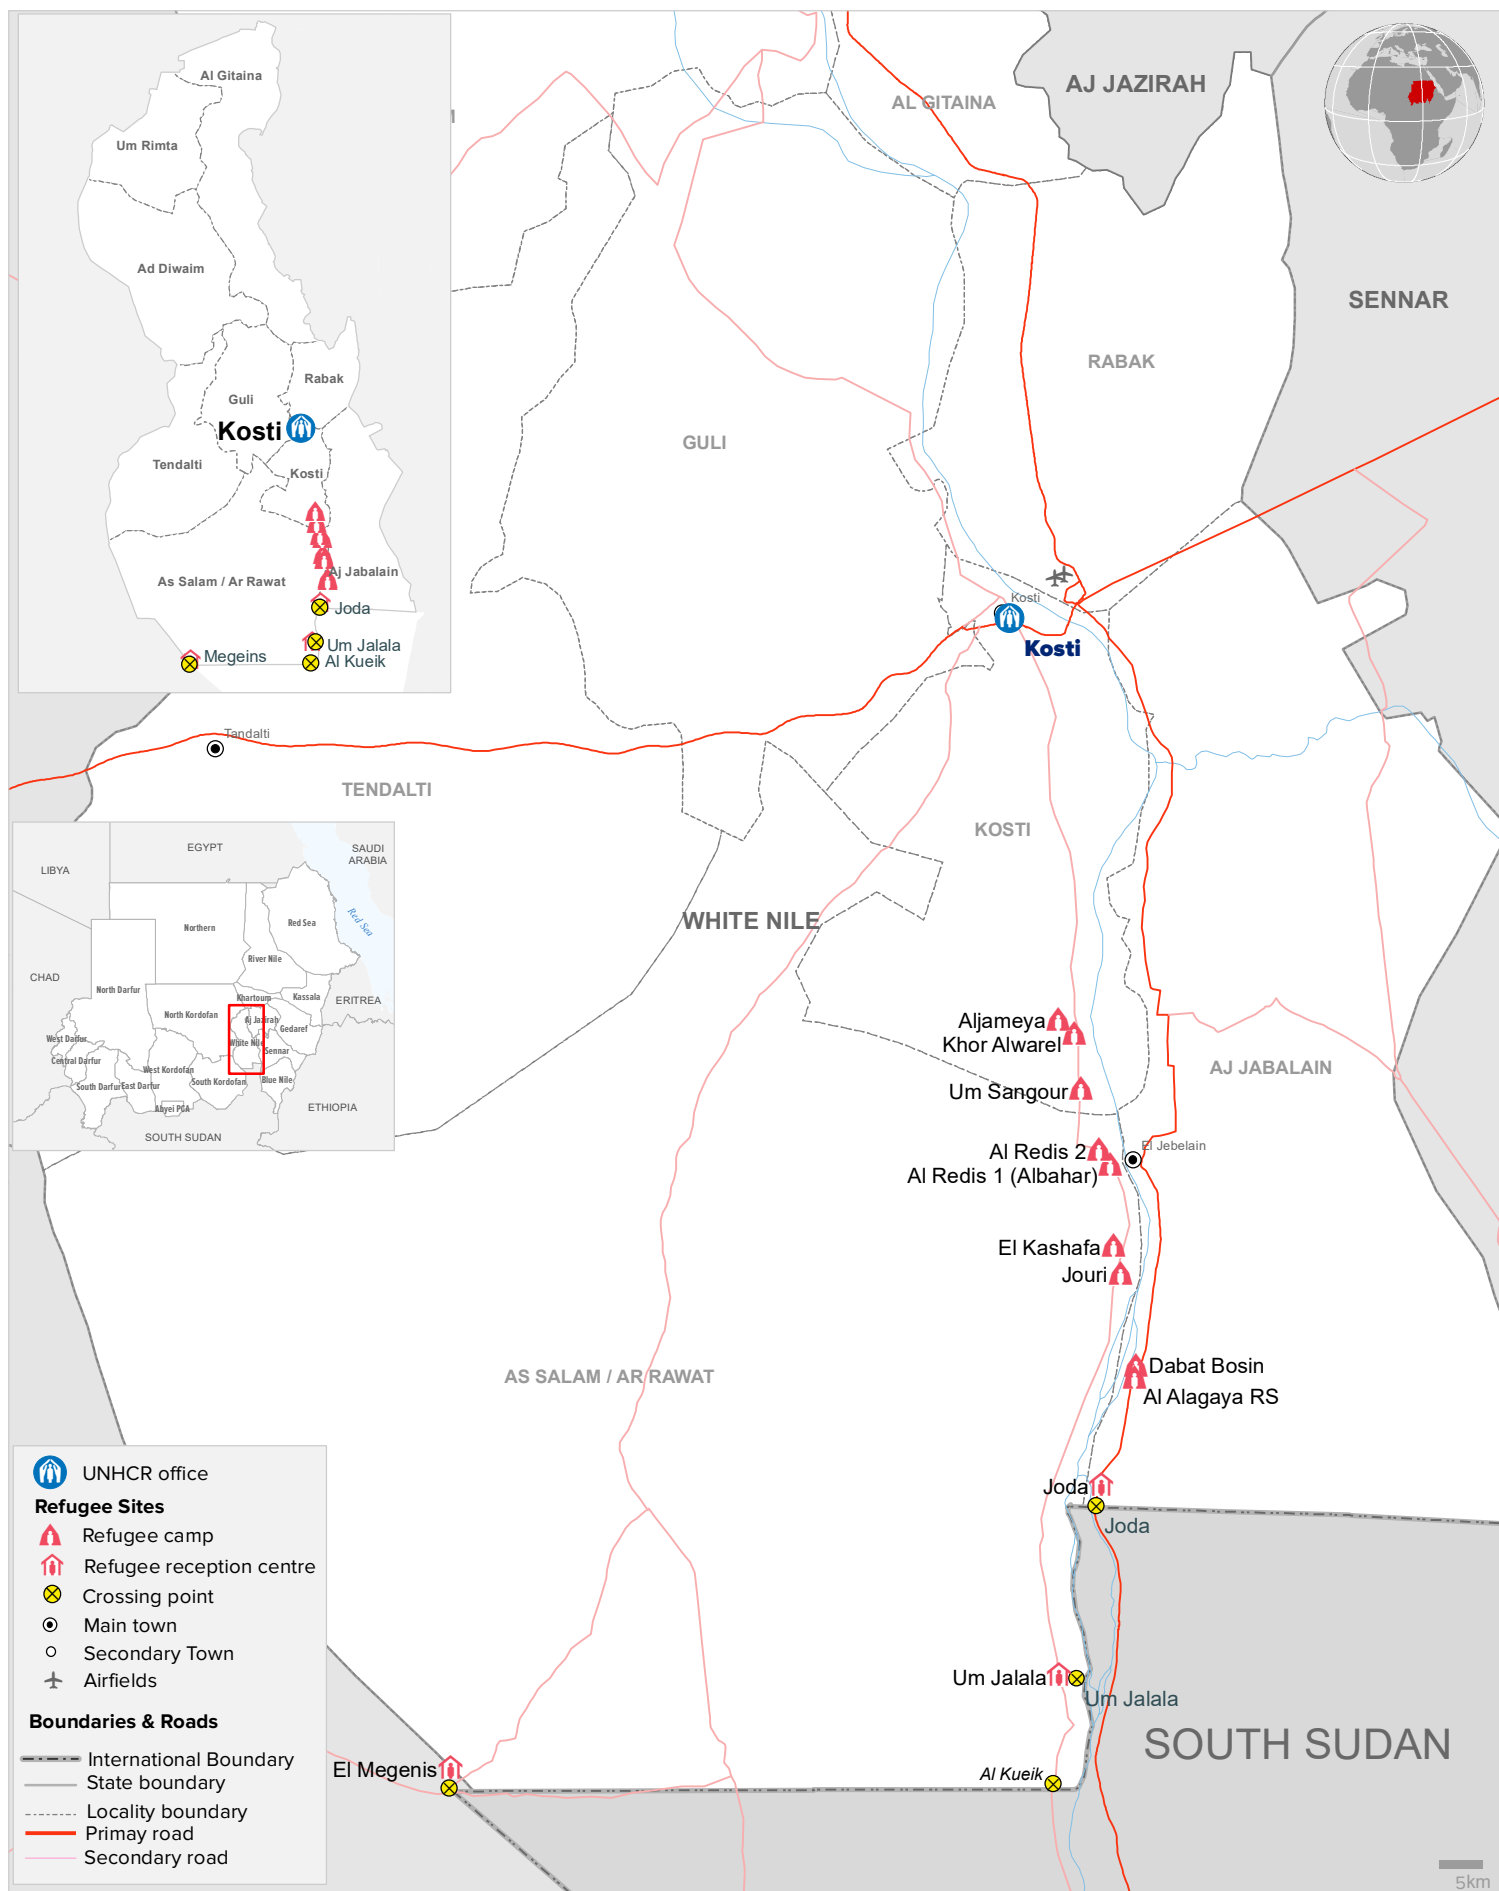 Al Gitaina
Um Rimta
Ad Diwaim
Rabak
Guli
Kosti
Tendalti
Kosti
As Salam / Ar Rawat
Aj Jabalain
Joda
Um Jalala
Megeins
Al Kueik
AL GITAINA
AJ JAZIRAH
SENNAR
RABAK
GULI
Kosti
Kosti
Tandalti
TENDALTI
KOSTI
WHITE NILE
EGYPT
SAUDI
ARABIA
LIBYA
Red Sea
Red Sea
Northern
River Nile
CHAD
North Darfur
Khartoum
Kassala
ERITREA
North Kordofan
Aj Jazirah
Gedaref
West Darfur
White Nile
Sennar
Central Darfur
West Kordofan
South Kordofan
Blue Nile
South Darfur
East Darfur
Abyei PCA
ETHIOPIA
SOUTH SUDAN
Aljameya
Khor Alwarel
Um Sangour
AJ JABALAIN
El Jebelain
Al Redis 2
Al Redis 1 (Albahar)
El Kashafa
Jouri
Dabat Bosin
Al Alagaya RS
AS SALAM / AR RAWAT
Joda
Joda
Um Jalala
Um Jalala
SOUTH SUDAN
El Megenis
Al Kueik
UNHCR office
Refugee Sites
Refugee camp
Refugee reception centre
Crossing point
Main town
Secondary Town
Airfields
Boundaries & Roads
International Boundary
State boundary
Locality boundary
Primay road
Secondary road
5km